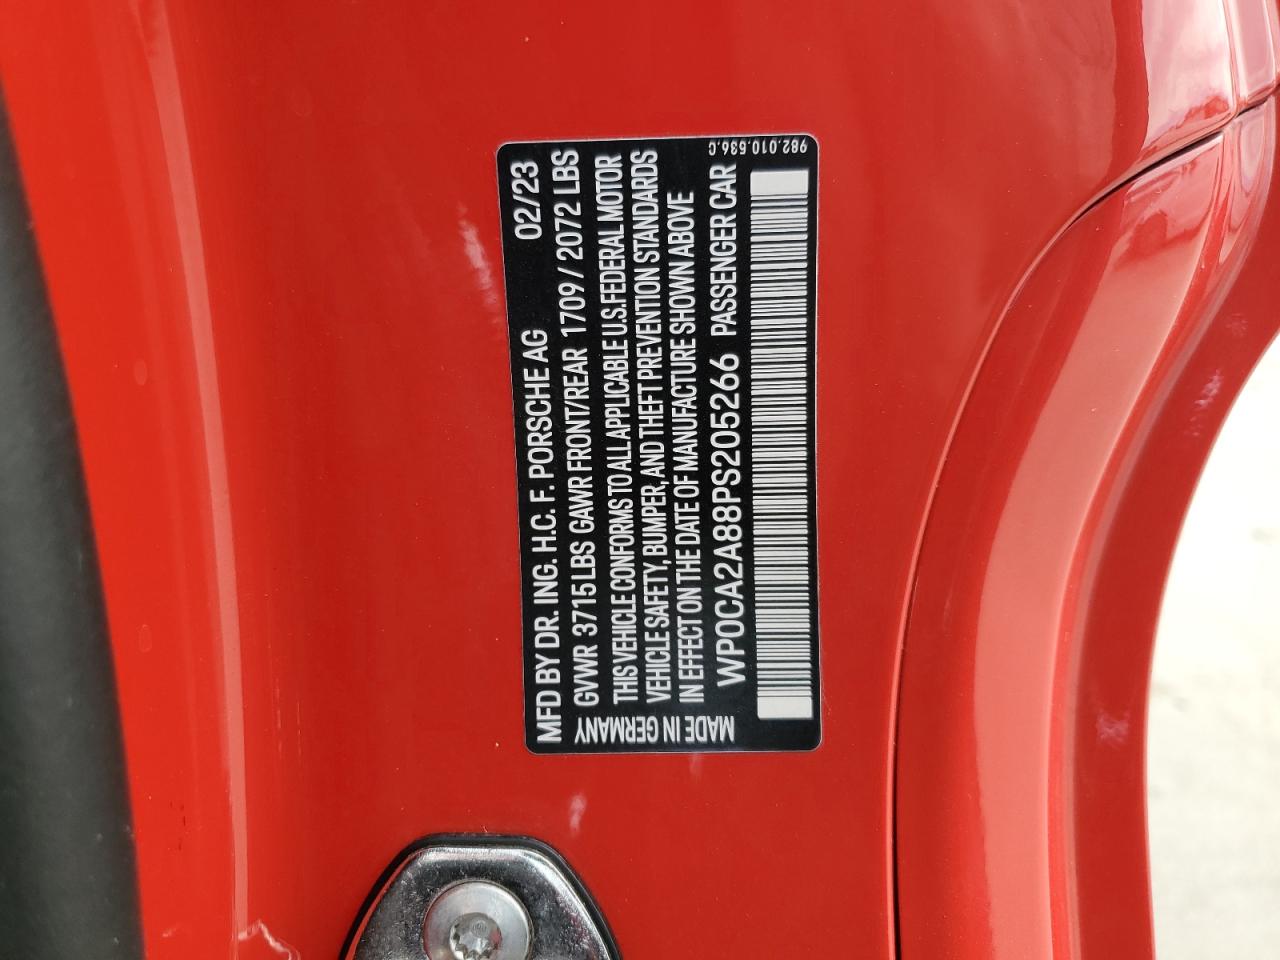 MFD BY DR. ING. H.C. F. PORSCHE AG 02/23
GVWR 3715 LBS GAWR FRONT/REAR 1709 / 2072 LBS
THIS VEHICLE CONFORMS TO ALL APPLICABLE U.S. FEDERAL MOTOR
VEHICLE SAFETY, BUMPER, AND THEFT PREVENTION STANDARDS
IN EFFECT ON THE DATE OF MANUFACTURE SHOWN ABOVE
WP0CA2A88PS205266 PASSENGER CAR
MADE IN GERMANY
982.010.536.C